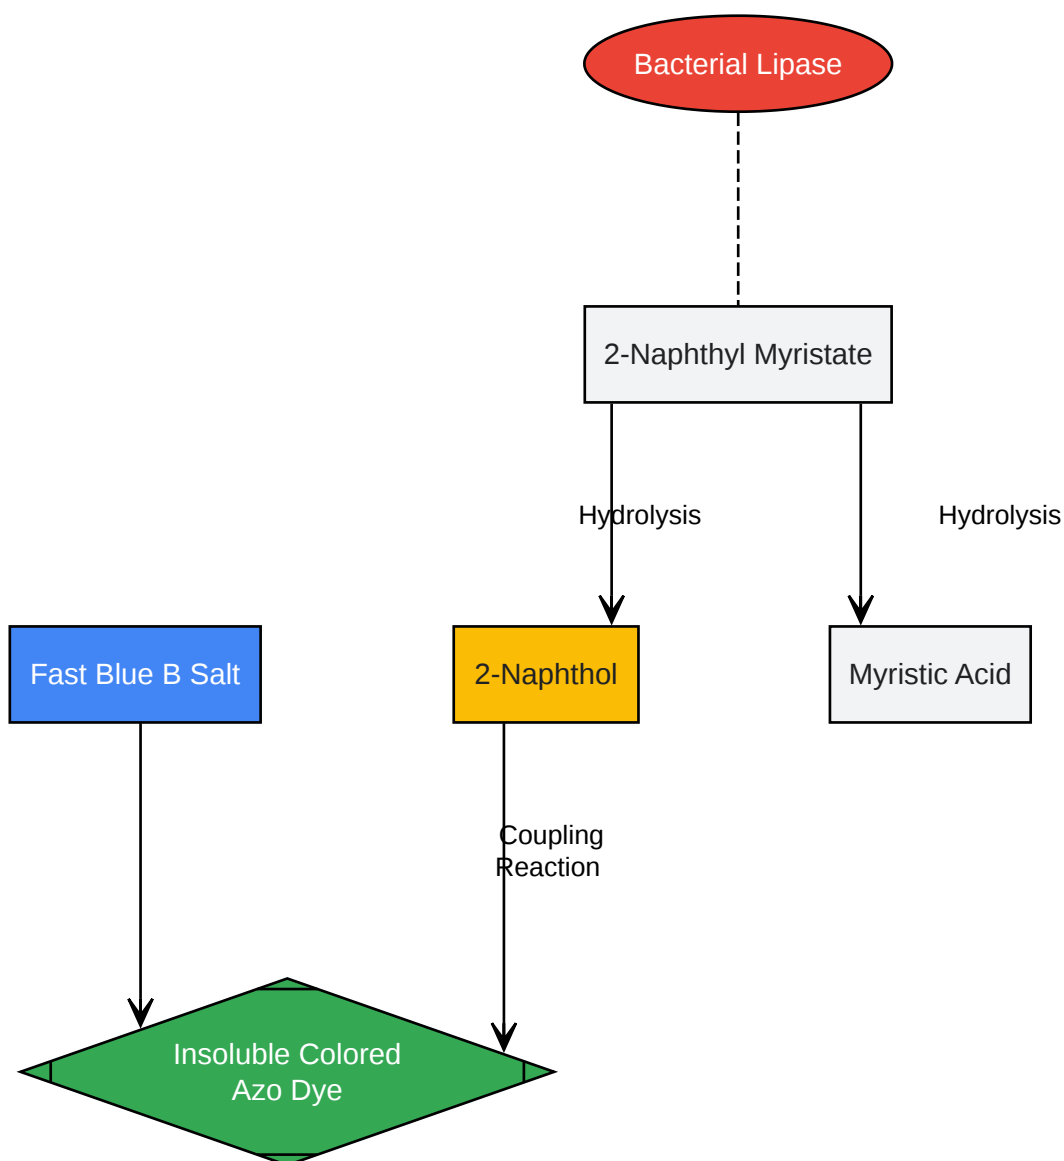 Bacterial Lipase
2-Naphthyl Myristate
Hydrolysis
Hydrolysis
Fast Blue B Salt
2-Naphthol
Myristic Acid
Coupling
Reaction
Insoluble Colored
Azo Dye